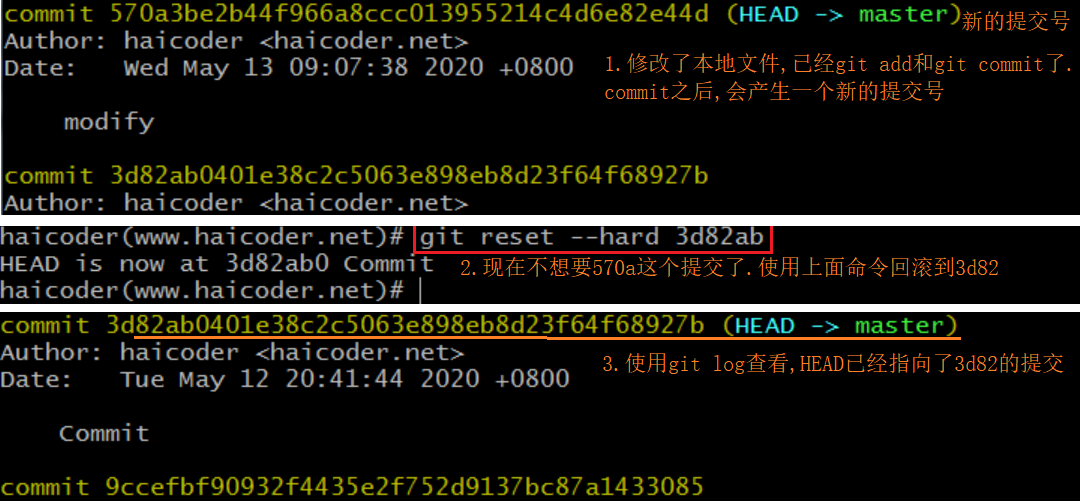 commit 570a3be2b44f966a8ccc013955214c4d6e82e44d (HEAD -> master)新的提交号
Author: haicoder <haicoder.net>
Date:   Wed May 13 09:07:38 2020 +0800
1.修改了本地文件,已经git add和git commit了.
commit之后,会产生一个新的提交号
modify
commit 3d82ab0401e38c2c5063e898eb8d23f64f68927b
Author: haicoder <haicoder.net>
haicoder(www.haicoder.net)# git reset --hard 3d82ab
HEAD is now at 3d82ab0 Commit
2.现在不想要570a这个提交了.使用上面命令回滚到3d82
haicoder(www.haicoder.net)#
commit 3d82ab0401e38c2c5063e898eb8d23f64f68927b (HEAD -> master)
Author: haicoder <haicoder.net>
Date:   Tue May 12 20:41:44 2020 +0800
3.使用git log查看,HEAD已经指向了3d82的提交
Commit
commit 9ccefbf90932f4435e2f752d9137bc87a1433085